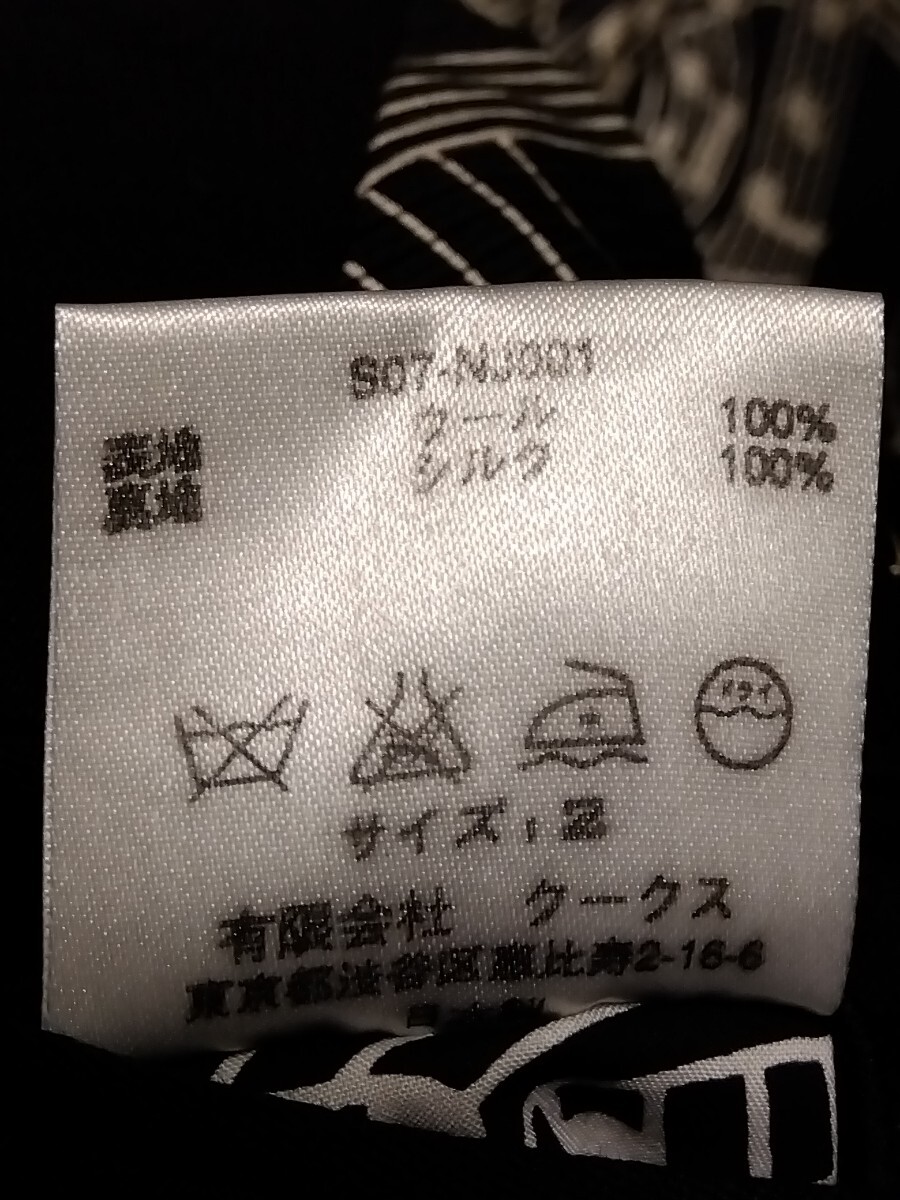 S07-NJ001
表地 ウール 100%
裏地 シルク 100%
ドライ
サイズ:2
有限会社 クークス
東京都渋谷区恵比寿2-16-6